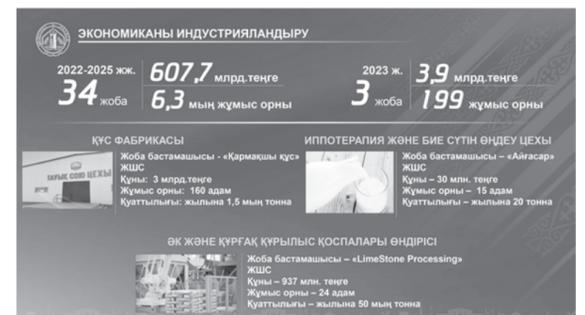 ЭКОНОМИКАНЫ ИНДУСТРИЯЛАНДЫРУ
2022-2025 жж.
34 жоба
607,7 млрд.теңге
6,3 мың жұмыс орны
2023 ж.
3 жоба
3,9 млрд.теңге
199 жұмыс орны
ҚҰС ФАБРИКАСЫ
ТАУЫҚ СОЮ ЦЕХЫ
Жоба бастамашысы - «Қармақшы құс»
ЖШС
Құны: 3 млрд.теңге
Жұмыс орны: 160 адам
Қуаттылығы: жылына 1,5 мың тонна
ИППОТЕРАПИЯ ЖӘНЕ БИЕ СҮТІН ӨҢДЕУ ЦЕХЫ
Жоба бастамашысы – «Айғасар»
ЖШС
Құны – 30 млн. теңге
Жұмыс орны – 15 адам
Қуаттылығы – жылына 20 тонна
ӘК ЖӘНЕ ҚҰРҒАҚ ҚҰРЫЛЫС ҚОСПАЛАРЫ ӨНДІРІСІ
Жоба бастамашысы – «LimeStone Processing»
ЖШС
Құны – 937 млн. теңге
Жұмыс орны – 24 адам
Қуаттылығы – жылына 50 мың тонна